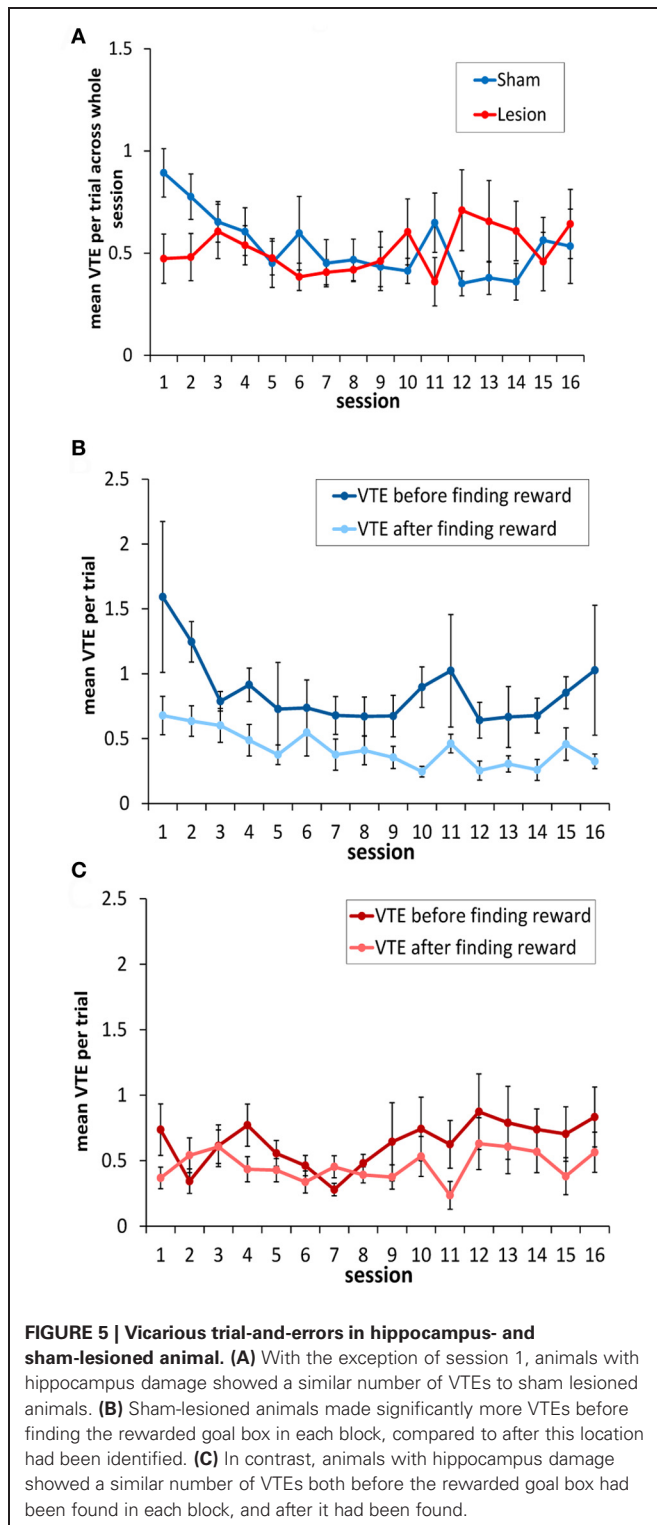 A
mean VTE per trial across whole
session
1.5
1
0.5
0
Sham
Lesion
1 2 3 4 5 6 7 8 9 10 11 12 13 14 15 16
session
B
mean VTE per trial
2.5
2
1.5
1
0.5
0
VTE before finding reward
VTE after finding reward
1 2 3 4 5 6 7 8 9 10 11 12 13 14 15 16
session
C
mean VTE per trial
2.5
2
1.5
1
0.5
0
VTE before finding reward
VTE after finding reward
1 2 3 4 5 6 7 8 9 10 11 12 13 14 15 16
session
FIGURE 5 | Vicarious trial-and-errors in hippocampus- and
sham-lesioned animal. (A) With the exception of session 1, animals with
hippocampus damage showed a similar number of VTEs to sham lesioned
animals. (B) Sham-lesioned animals made significantly more VTEs before
finding the rewarded goal box in each block, compared to after this location
had been identified. (C) In contrast, animals with hippocampus damage
showed a similar number of VTEs both before the rewarded goal box had
been found in each block, and after it had been found.